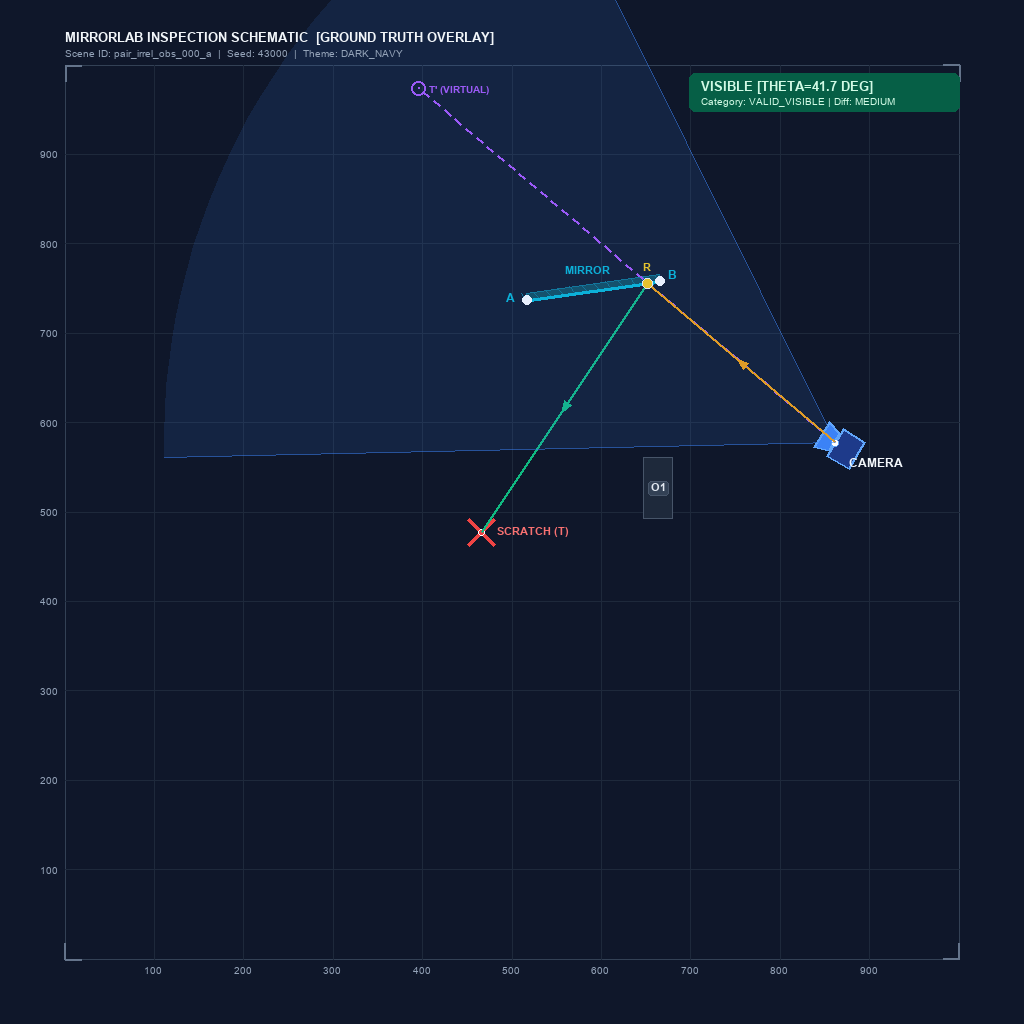 MIRRORLAB INSPECTION SCHEMATIC [GROUND TRUTH OVERLAY]
Scene ID: pair_irrel_obs_000_a | Seed: 43000 | Theme: DARK_NAVY
VISIBLE [THETA=41.7 DEG]
Category: VALID_VISIBLE | Diff: MEDIUM
T' (VIRTUAL)
MIRROR
R
B
A
CAMERA
O1
SCRATCH (T)
900
800
700
600
500
400
300
200
100
100 200 300 400 500 600 700 800 900